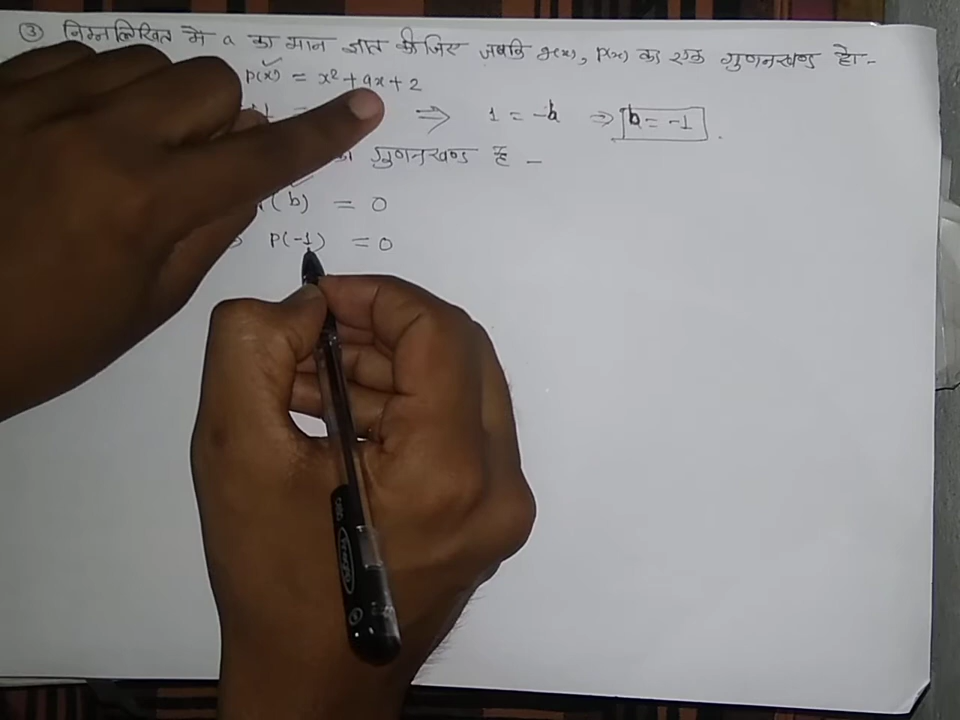 ③ निम्नलिखित में a का मान ज्ञात कीजिए जबकि g(x), P(x) का एक गुणनखण्ड हो-
P(x) = x² + ax + 2
⇒ 1 = -b ⇒ b = -1
का गुणनखण्ड है -
(b) = 0
P(-1) = 0